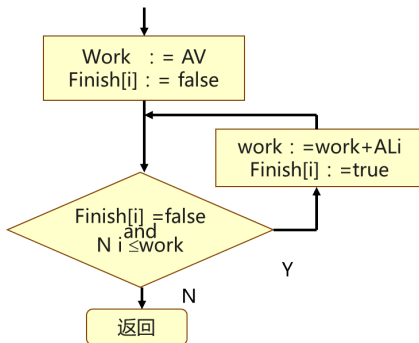 Work : = AV
Finish[i] : = false
work : =work+ALi
Finish[i] : =true
Finish[i] =false
and
N i ≤work
Y
N
返回